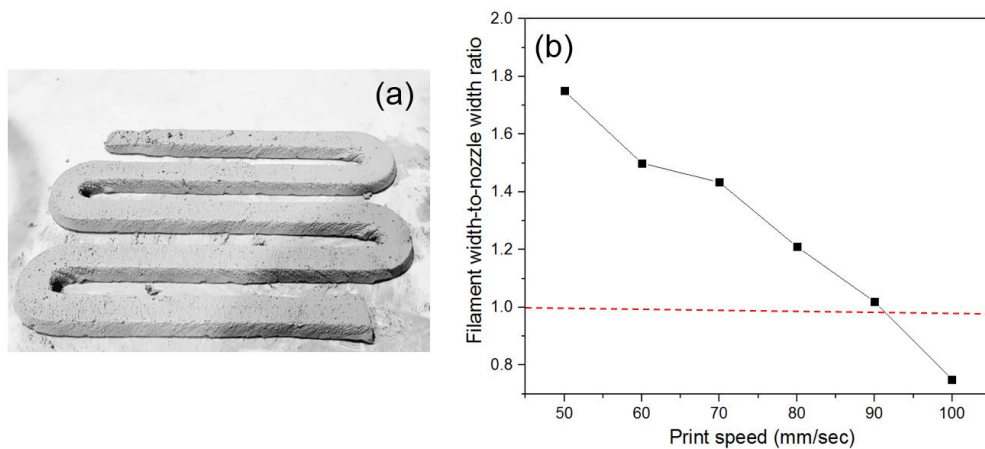 (a)
(b)
Filament width-to-nozzle width ratio
2.0
1.8
1.6
1.4
1.2
1.0
0.8
50 60 70 80 90 100
Print speed (mm/sec)